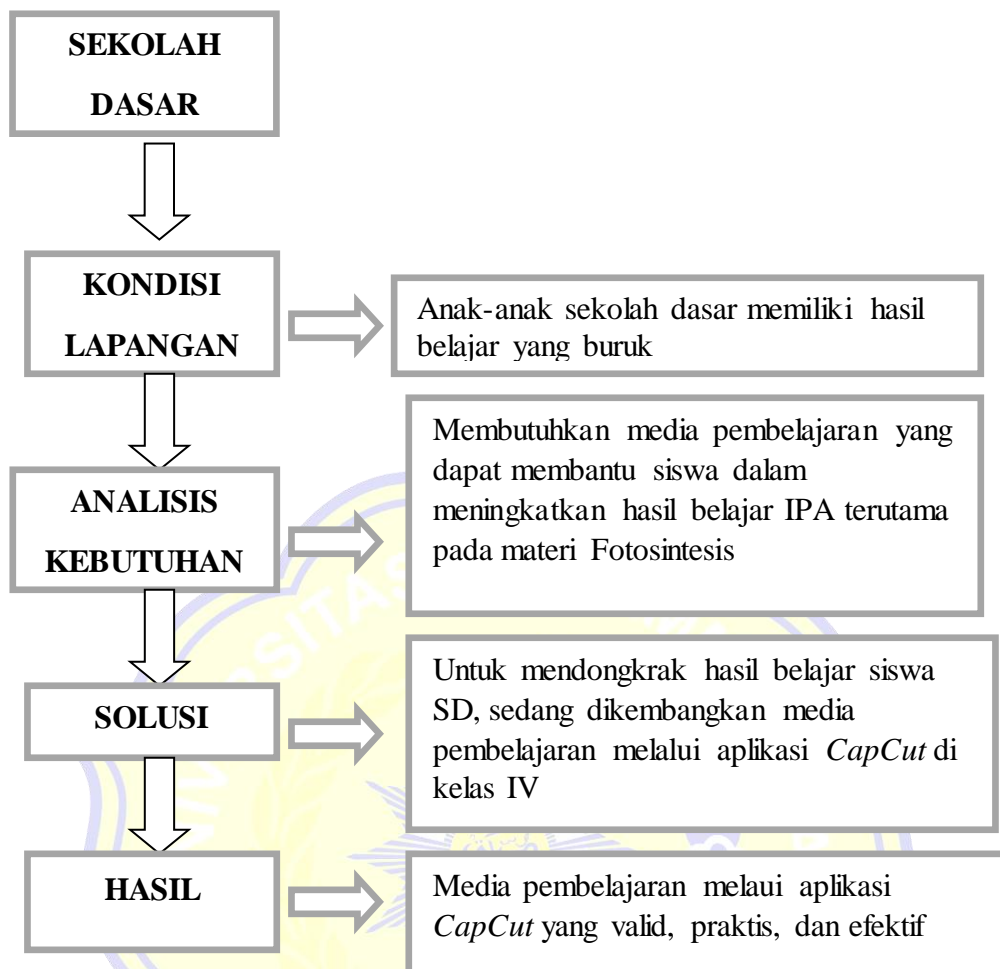 SEKOLAH
DASAR
KONDISI
LAPANGAN
Anak-anak sekolah dasar memiliki hasil
belajar yang buruk
ANALISIS
KEBUTUHAN
Membutuhkan media pembelajaran yang
dapat membantu siswa dalam
meningkatkan hasil belajar IPA terutama
pada materi Fotosintesis
SOLUSI
Untuk mendongkrak hasil belajar siswa
SD, sedang dikembangkan media
pembelajaran melalui aplikasi CapCut di
kelas IV
HASIL
Media pembelajaran melaui aplikasi
CapCut yang valid, praktis, dan efektif